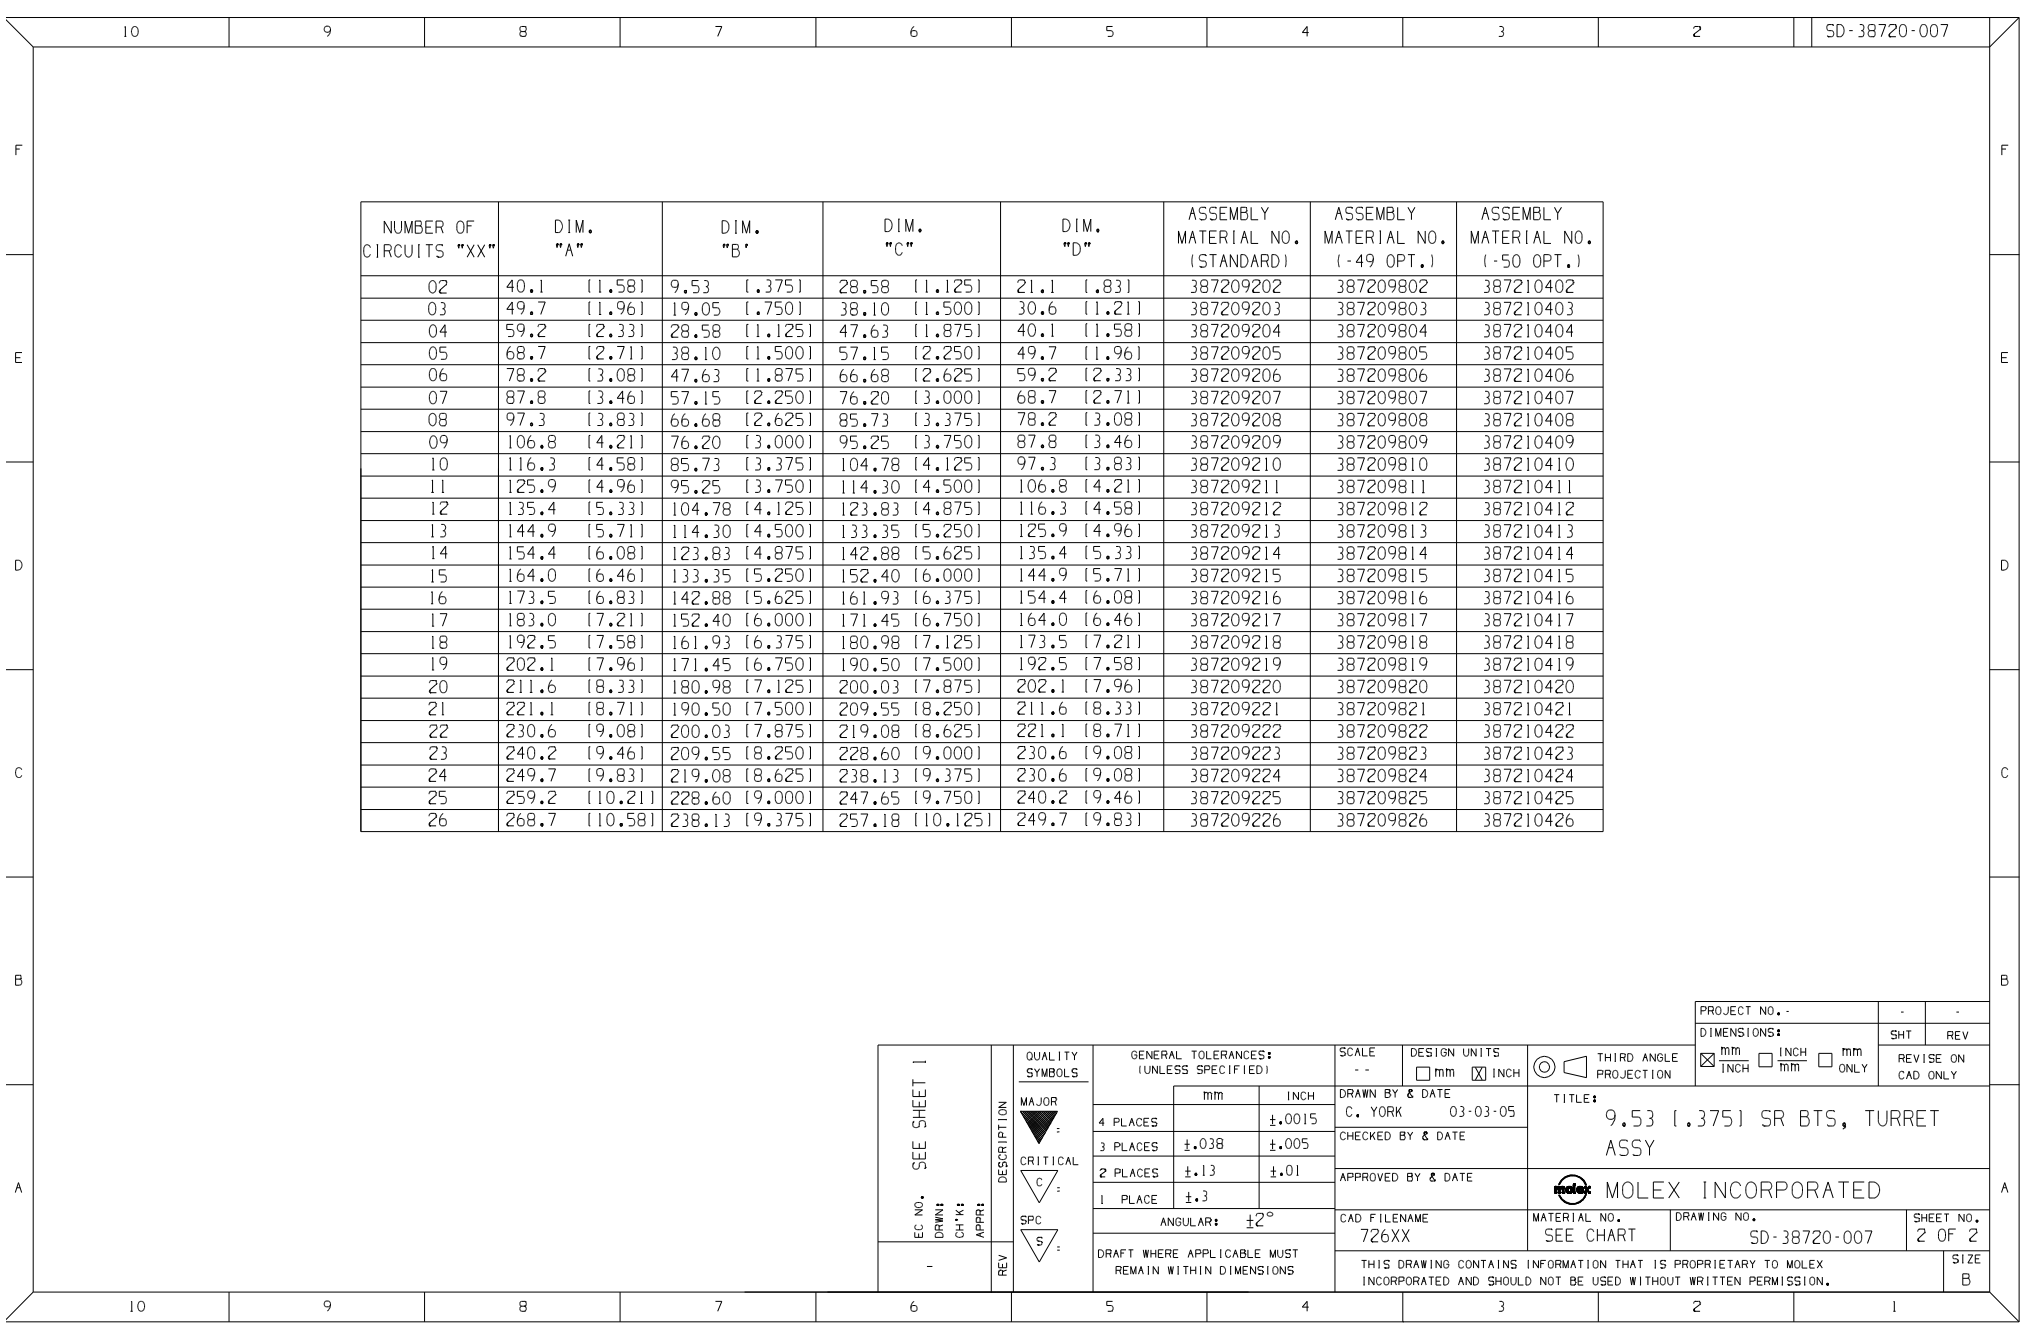 10 9 8 7 6 5 4 3 2 SD-38720-007
F F
E E
D D
C C
B B
A A
NUMBER OF CIRCUITS "XX" DIM. "A" DIM. "B' DIM. "C" DIM. "D" ASSEMBLY MATERIAL NO. (STANDARD) ASSEMBLY MATERIAL NO. (-49 OPT.) ASSEMBLY MATERIAL NO. (-50 OPT.)
02 40.1 [1.58] 9.53 [.375] 28.58 [1.125] 21.1 [.83] 387209202 387209802 387210402
03 49.7 [1.96] 19.05 [.750] 38.10 [1.500] 30.6 [1.21] 387209203 387209803 387210403
04 59.2 [2.33] 28.58 [1.125] 47.63 [1.875] 40.1 [1.58] 387209204 387209804 387210404
05 68.7 [2.71] 38.10 [1.500] 57.15 [2.250] 49.7 [1.96] 387209205 387209805 387210405
06 78.2 [3.08] 47.63 [1.875] 66.68 [2.625] 59.2 [2.33] 387209206 387209806 387210406
07 87.8 [3.46] 57.15 [2.250] 76.20 [3.000] 68.7 [2.71] 387209207 387209807 387210407
08 97.3 [3.83] 66.68 [2.625] 85.73 [3.375] 78.2 [3.08] 387209208 387209808 387210408
09 106.8 [4.21] 76.20 [3.000] 95.25 [3.750] 87.8 [3.46] 387209209 387209809 387210409
10 116.3 [4.58] 85.73 [3.375] 104.78 [4.125] 97.3 [3.83] 387209210 387209810 387210410
11 125.9 [4.96] 95.25 [3.750] 114.30 [4.500] 106.8 [4.21] 387209211 387209811 387210411
12 135.4 [5.33] 104.78 [4.125] 123.83 [4.875] 116.3 [4.58] 387209212 387209812 387210412
13 144.9 [5.71] 114.30 [4.500] 133.35 [5.250] 125.9 [4.96] 387209213 387209813 387210413
14 154.4 [6.08] 123.83 [4.875] 142.88 [5.625] 135.4 [5.33] 387209214 387209814 387210414
15 164.0 [6.46] 133.35 [5.250] 152.40 [6.000] 144.9 [5.71] 387209215 387209815 387210415
16 173.5 [6.83] 142.88 [5.625] 161.93 [6.375] 154.4 [6.08] 387209216 387209816 387210416
17 183.0 [7.21] 152.40 [6.000] 171.45 [6.750] 164.0 [6.46] 387209217 387209817 387210417
18 192.5 [7.58] 161.93 [6.375] 180.98 [7.125] 173.5 [7.21] 387209218 387209818 387210418
19 202.1 [7.96] 171.45 [6.750] 190.50 [7.500] 192.5 [7.58] 387209219 387209819 387210419
20 211.6 [8.33] 180.98 [7.125] 200.03 [7.875] 202.1 [7.96] 387209220 387209820 387210420
21 221.1 [8.71] 190.50 [7.500] 209.55 [8.250] 211.6 [8.33] 387209221 387209821 387210421
22 230.6 [9.08] 200.03 [7.875] 219.08 [8.625] 221.1 [8.71] 387209222 387209822 387210422
23 240.2 [9.46] 209.55 [8.250] 228.60 [9.000] 230.6 [9.08] 387209223 387209823 387210423
24 249.7 [9.83] 219.08 [8.625] 238.13 [9.375] 230.6 [9.08] 387209224 387209824 387210424
25 259.2 [10.21] 228.60 [9.000] 247.65 [9.750] 240.2 [9.46] 387209225 387209825 387210425
26 268.7 [10.58] 238.13 [9.375] 257.18 [10.125] 249.7 [9.83] 387209226 387209826 387210426
PROJECT NO. - - -
DIMENSIONS: SHT REV
mm INCH INCH mm mm ONLY
REVISE ON
CAD ONLY
EC NO. SEE SHEET 1
DRWN:
CH'K:
APPR:
DESCRIPTION
- REV
QUALITY
SYMBOLS
MAJOR
:
CRITICAL
C :
SPC
S :
GENERAL TOLERANCES:
(UNLESS SPECIFIED)
mm INCH
4 PLACES ±.0015
3 PLACES ±.038 ±.005
2 PLACES ±.13 ±.01
1 PLACE ±.3
ANGULAR: ±2°
DRAFT WHERE APPLICABLE MUST
REMAIN WITHIN DIMENSIONS
SCALE
--
DESIGN UNITS
mm X INCH
THIRD ANGLE
PROJECTION
DRAWN BY & DATE
C. YORK 03-03-05
CHECKED BY & DATE
APPROVED BY & DATE
CAD FILENAME
726XX
TITLE:
9.53 [.375] SR BTS, TURRET
ASSY
molex MOLEX INCORPORATED
MATERIAL NO.
SEE CHART
DRAWING NO.
SD-38720-007
SHEET NO.
2 OF 2
THIS DRAWING CONTAINS INFORMATION THAT IS PROPRIETARY TO MOLEX
INCORPORATED AND SHOULD NOT BE USED WITHOUT WRITTEN PERMISSION.
SIZE
B
10 9 8 7 6 5 4 3 2 1